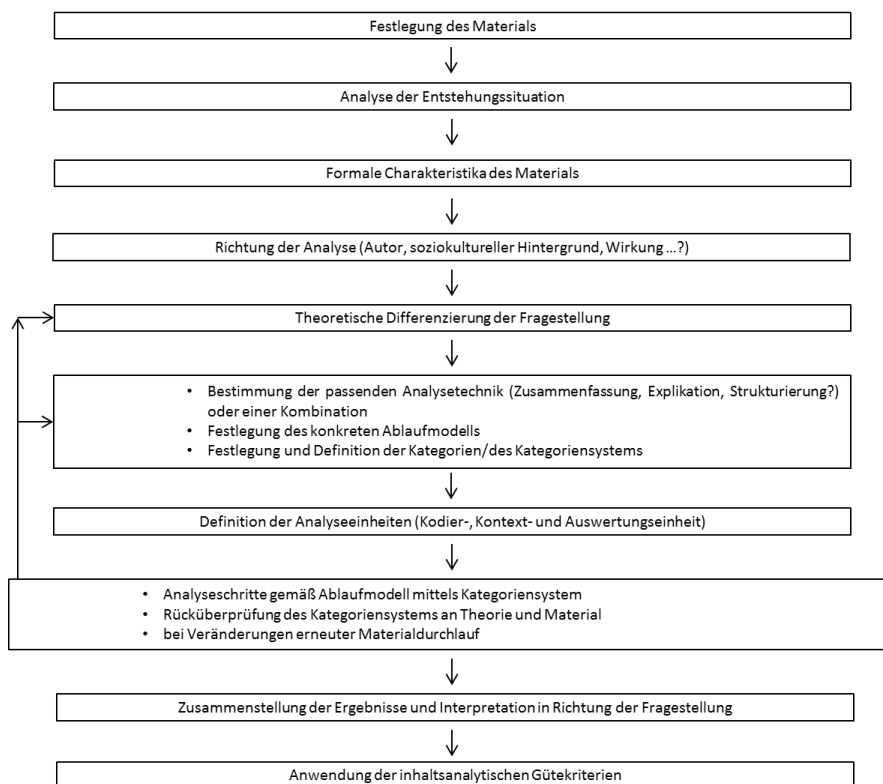 Festlegung des Materials
Analyse der Entstehungssituation
Formale Charakteristika des Materials
Richtung der Analyse (Autor, soziokultureller Hintergrund, Wirkung ...?)
Theoretische Differenzierung der Fragestellung
• Bestimmung der passenden Analysetechnik (Zusammenfassung, Explikation, Strukturierung?)
oder einer Kombination
• Festlegung des konkreten Ablaufmodells
• Festlegung und Definition der Kategorien/des Kategoriensystems
Definition der Analyseeinheiten (Kodier-, Kontext- und Auswertungseinheit)
• Analyseschritte gemäß Ablaufmodell mittels Kategoriensystem
• Rücküberprüfung des Kategoriensystems an Theorie und Material
• bei Veränderungen erneuter Materialdurchlauf
Zusammenstellung der Ergebnisse und Interpretation in Richtung der Fragestellung
Anwendung der inhaltsanalytischen Gütekriterien